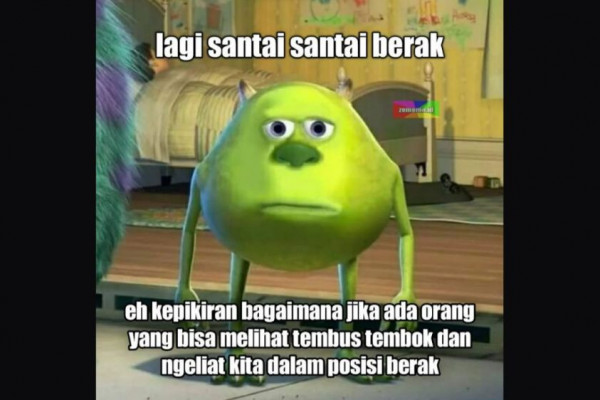 lagi santai santai berak
eh kepikiran bagaimana jika ada orang
yang bisa melihat tembus tembok dan
ngeliat kita dalam posisi berak